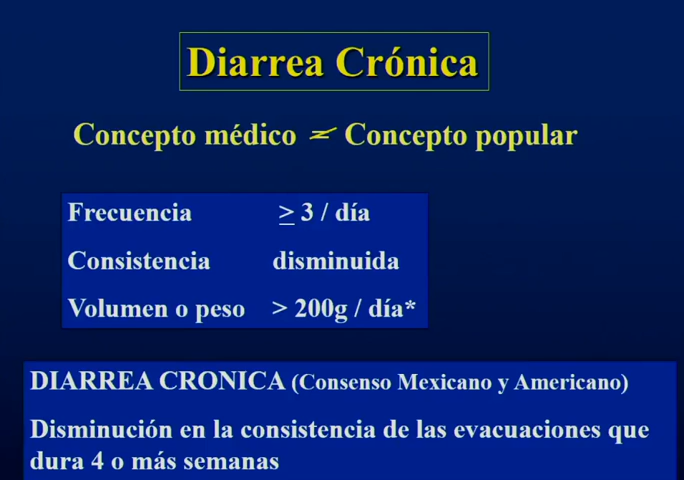 Diarrea Crónica
Concepto médico ≠ Concepto popular
Frecuencia ≥ 3 / día
Consistencia disminuida
Volumen o peso > 200g / día*
DIARREA CRONICA (Consenso Mexicano y Americano)
Disminución en la consistencia de las evacuaciones que
dura 4 o más semanas